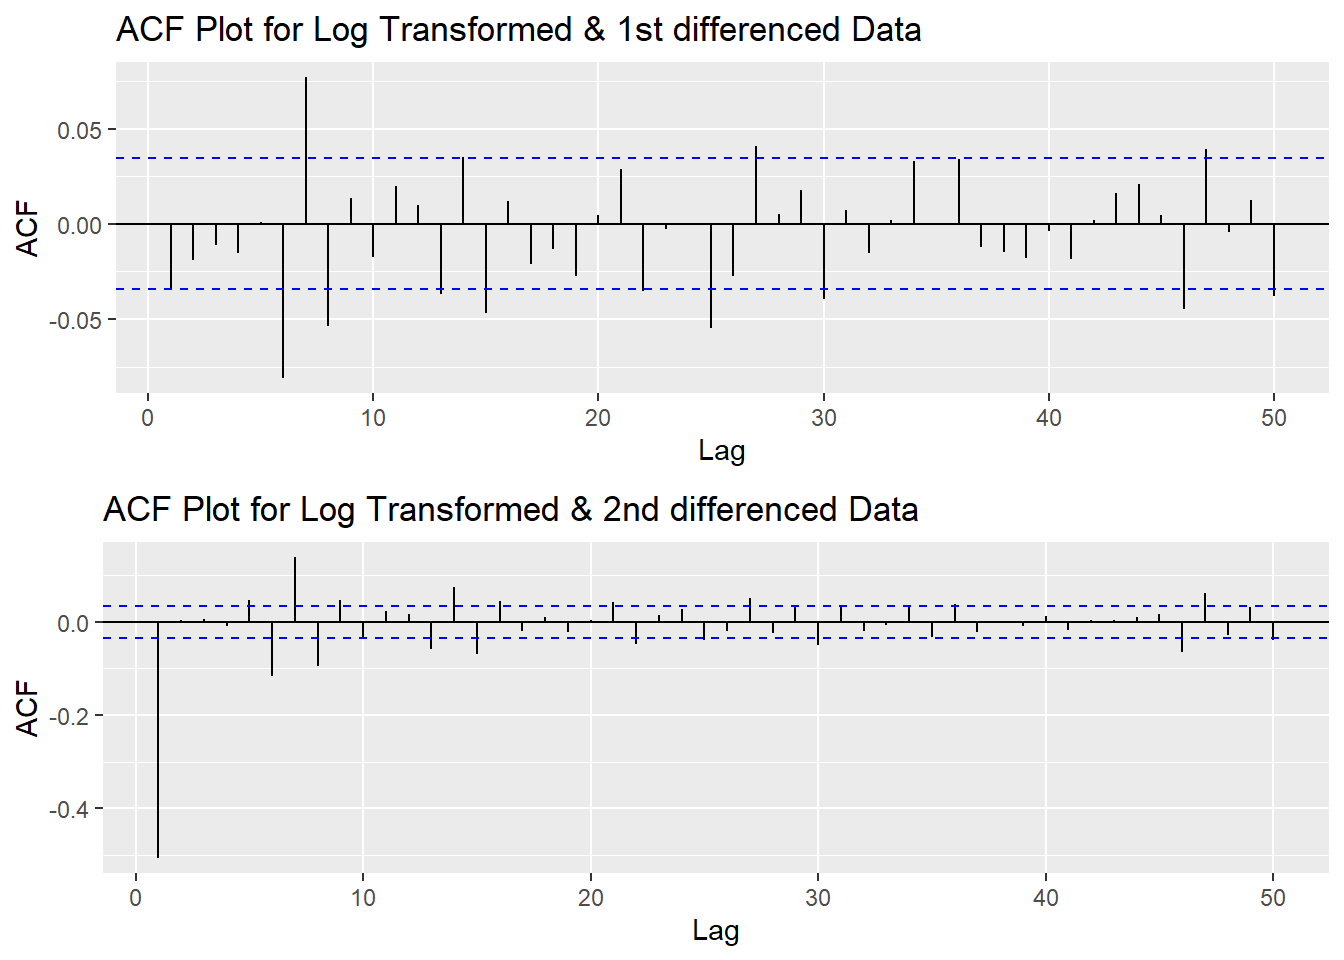 ACF Plot for Log Transformed & 1st differenced Data
ACF
0.05
0.00
-0.05
0 10 20 30 40 50
Lag
ACF Plot for Log Transformed & 2nd differenced Data
ACF
0.0
-0.2
-0.4
0 10 20 30 40 50
Lag